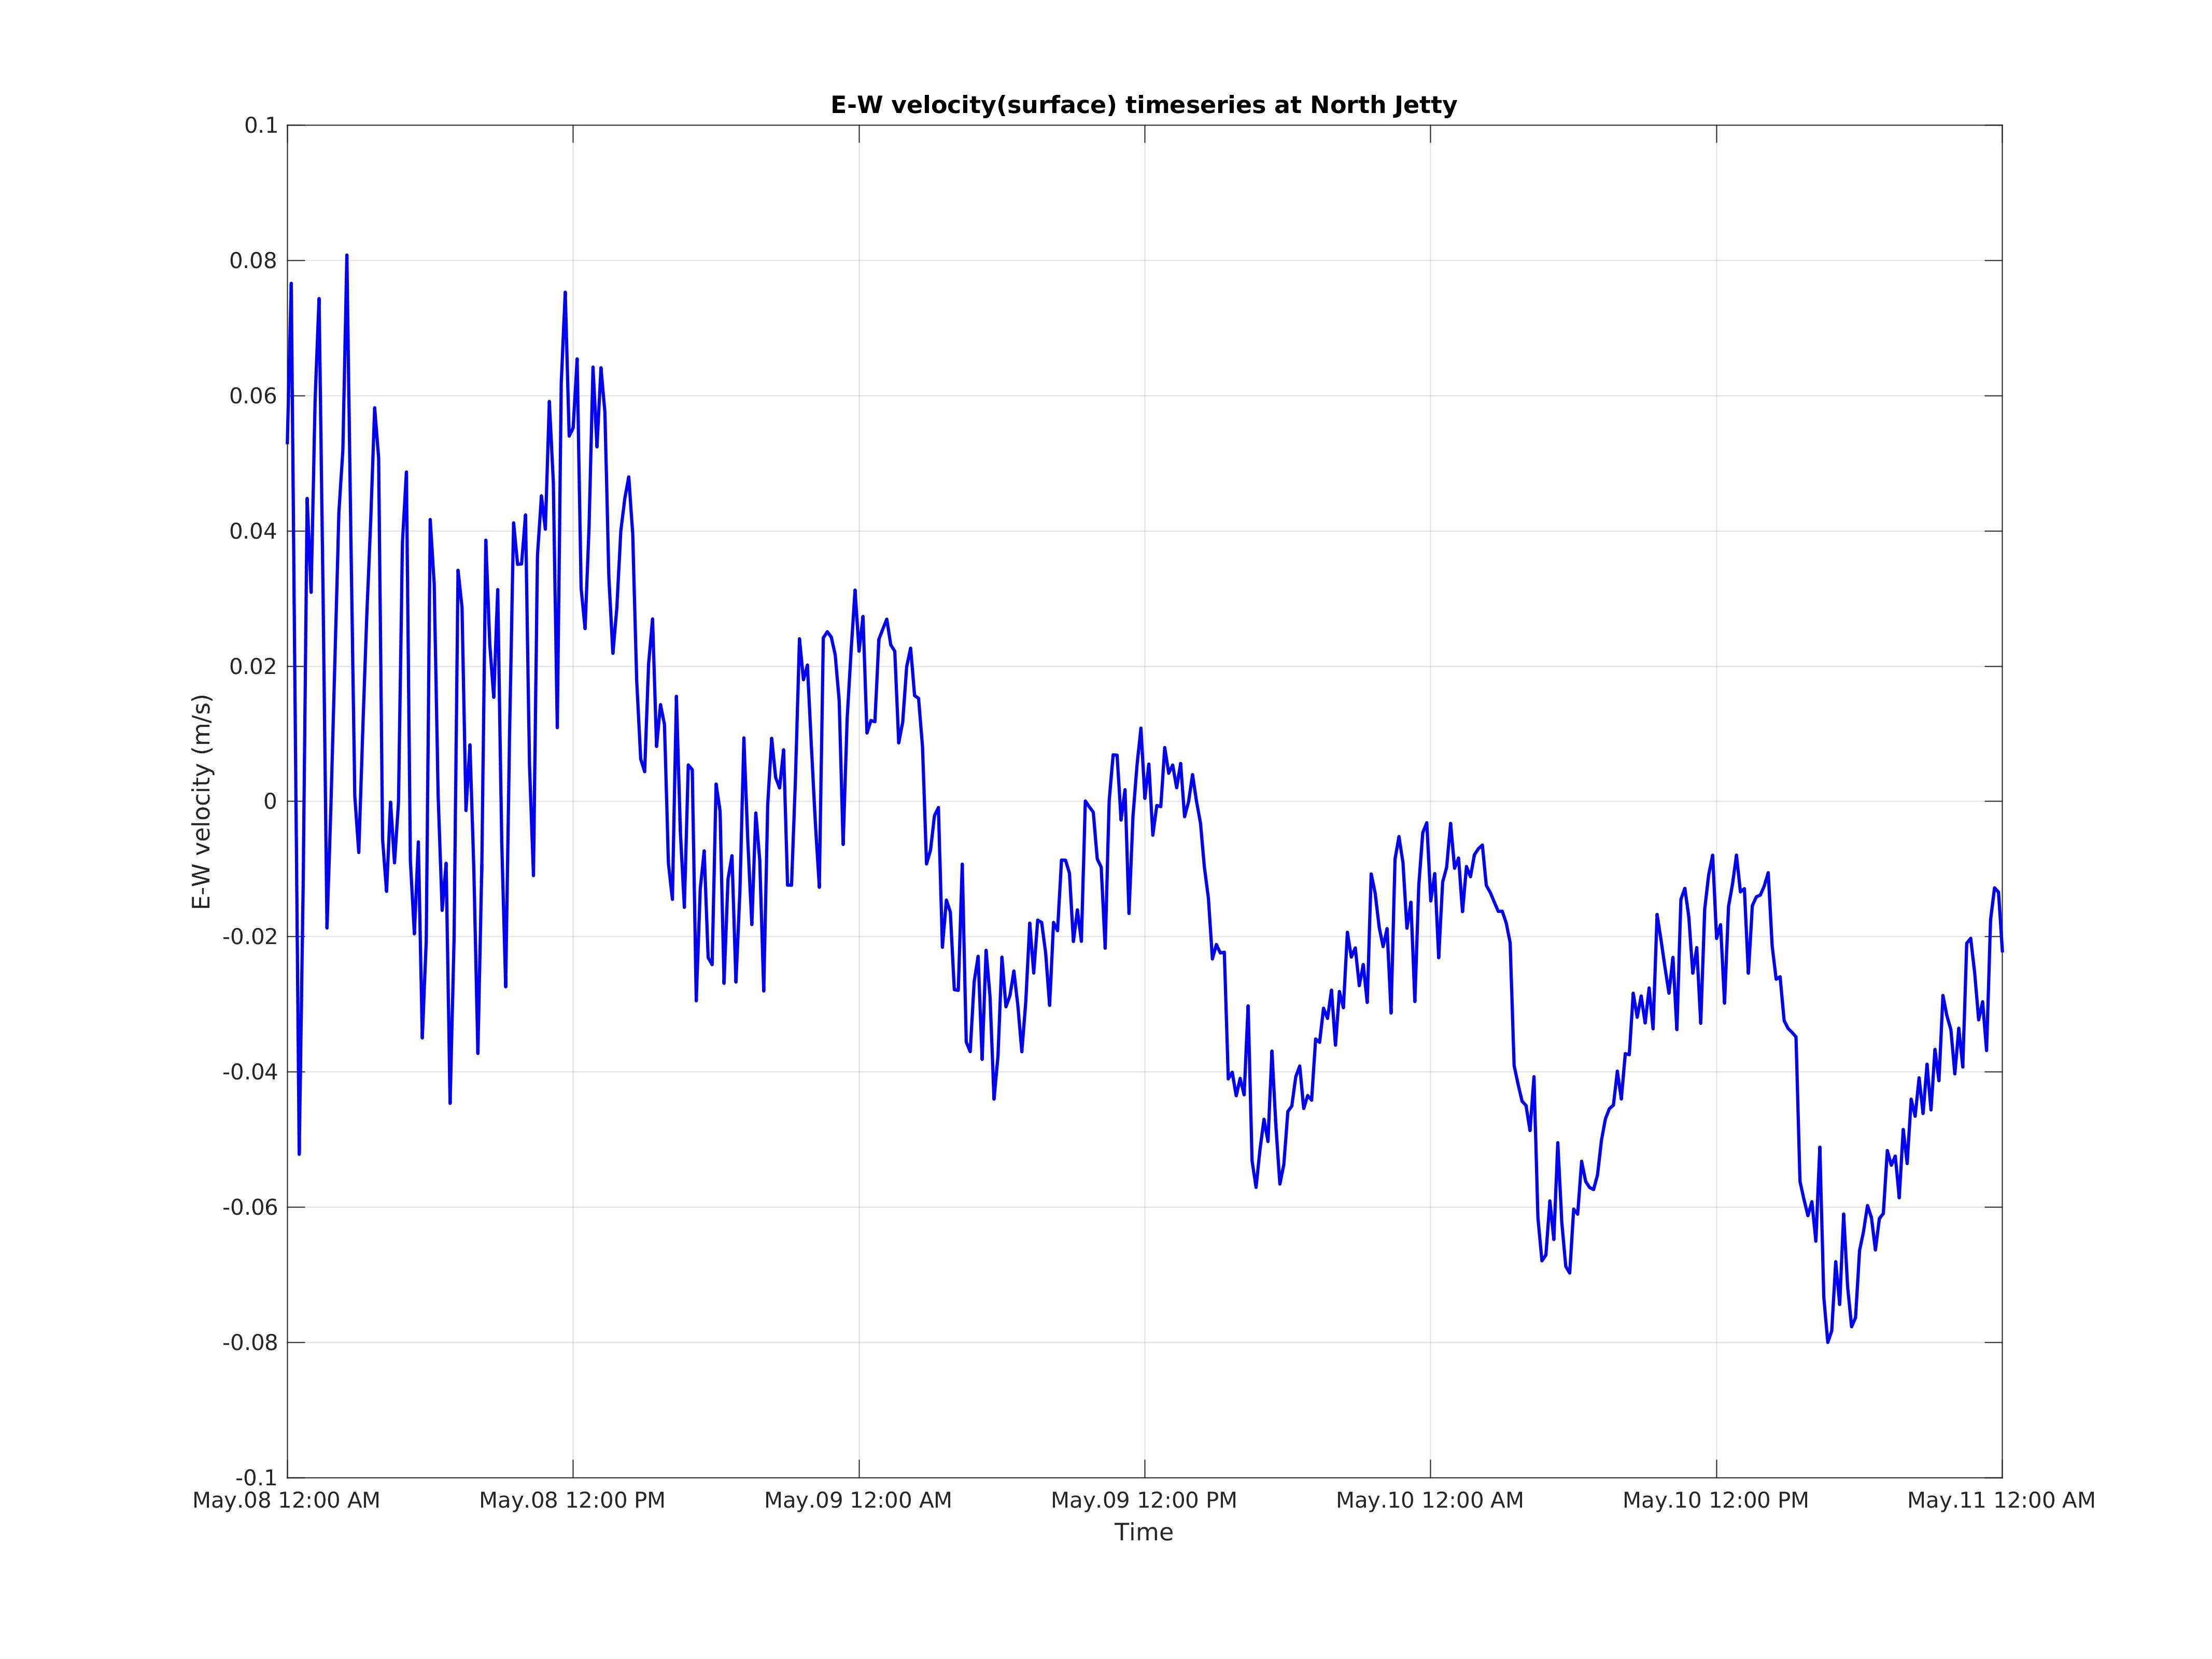 E-W velocity(surface) timeseries at North Jetty
0.1
0.08
0.06
0.04
0.02
0
-0.02
-0.04
-0.06
-0.08
-0.1
E-W velocity (m/s)
May.08 12:00 AM
May.08 12:00 PM
May.09 12:00 AM
May.09 12:00 PM
May.10 12:00 AM
May.10 12:00 PM
May.11 12:00 AM
Time